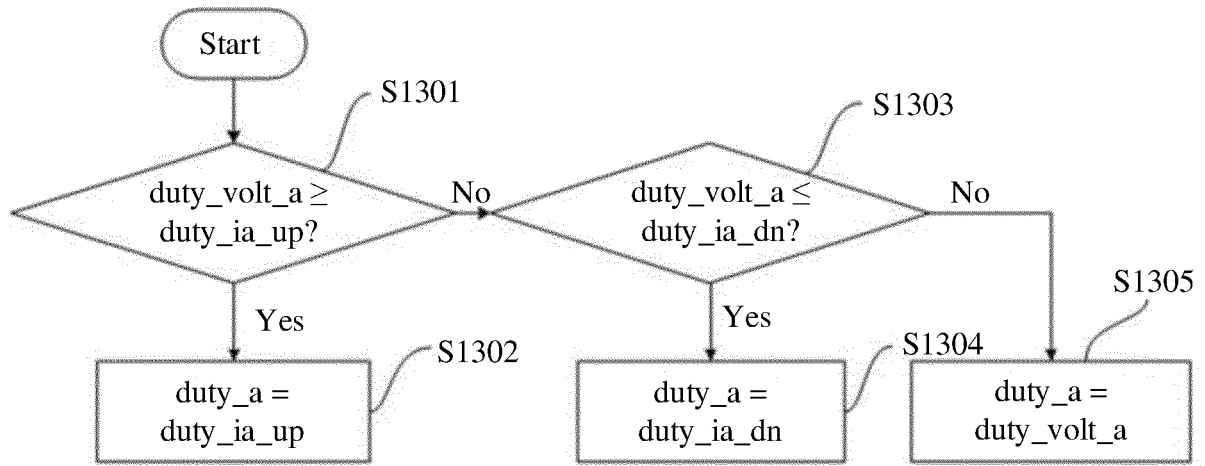 Start
S1301
S1303
duty_volt_a ≥
duty_ia_up?
No
duty_volt_a ≤
duty_ia_dn?
No
Yes
Yes
S1305
S1302
S1304
duty_a =
duty_ia_up
duty_a =
duty_ia_dn
duty_a =
duty_volt_a